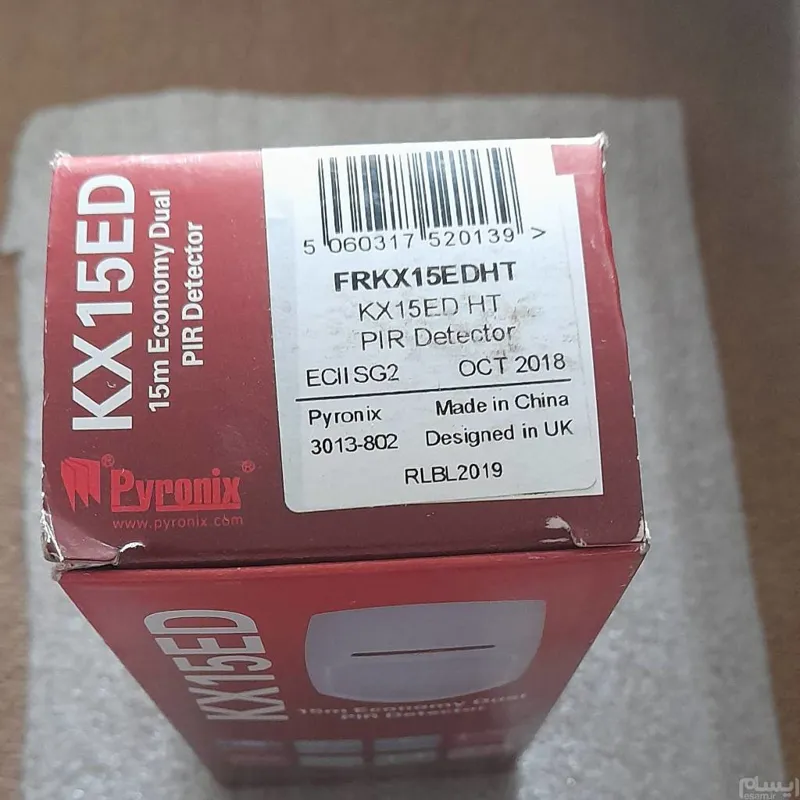 KX15ED
15m Economy Dual
PIR Detector
Pyronix
www.pyronix.com
5 060317 520139 >
FRKX15EDHT
KX15ED HT
PIR Detector
ECIISG2 OCT 2018
Pyronix Made in China
3013-802 Designed in UK
RLBL2019
KX15ED
15m Economy Dual
PIR Detector
ایسام
esam.ir